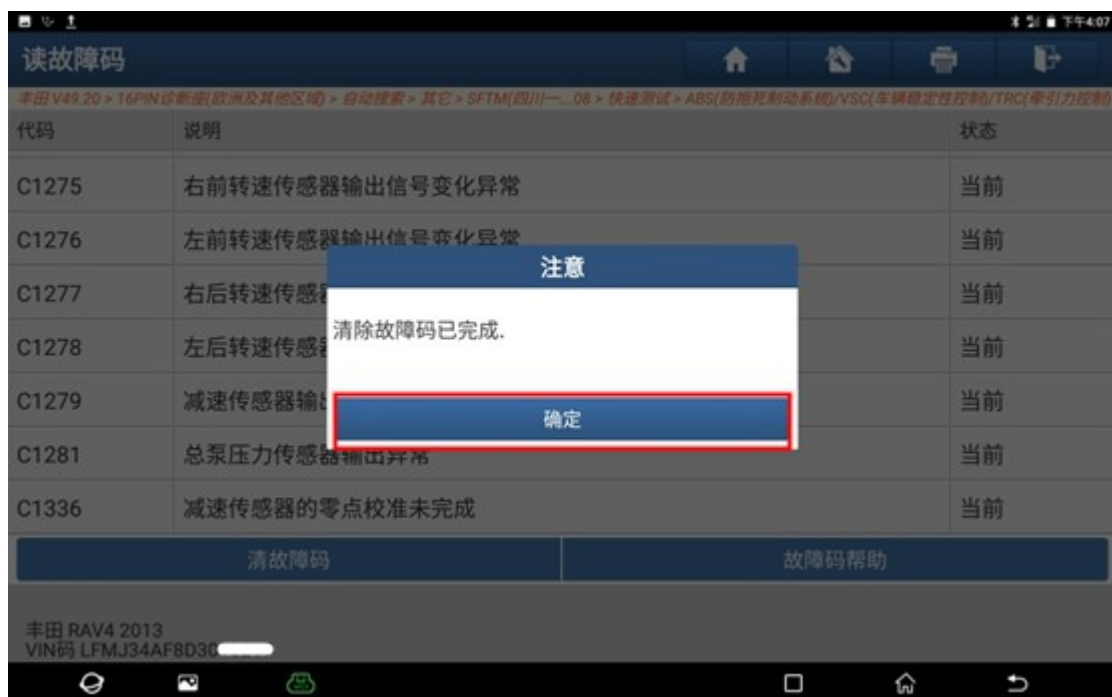 下午4:07
读故障码
丰田 V49.20 > 16PIN诊断座(欧洲及其他区域) > 自动搜索 > 其它 > SFTM(四川一...08 > 快速测试 > ABS(防抱死制动系统)/VSC(车辆稳定性控制)/TRC(牵引力控制)
代码 说明 状态
C1275 右前转速传感器输出信号变化异常 当前
C1276 左前转速传感器输出信号变化异常 当前
注意
C1277 右后转速传感器 当前
清除故障码已完成.
C1278 左后转速传感器 当前
C1279 减速传感器输出 当前
确定
C1281 总泵压力传感器输出异常 当前
C1336 减速传感器的零点校准未完成 当前
清故障码 故障码帮助
丰田 RAV4 2013
VIN码 LFMJ34AF8D30